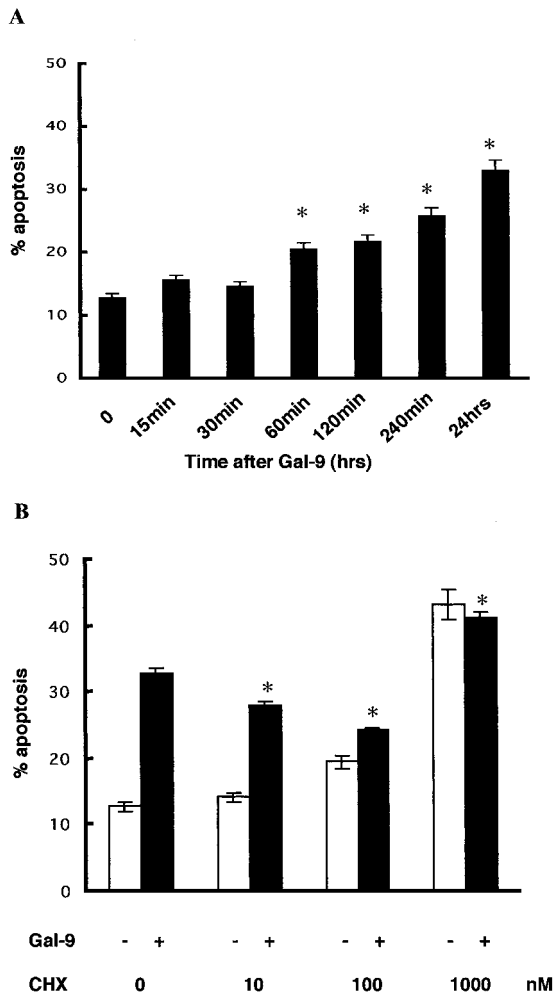 A
50
40
30
20
10
0
% apoptosis
* * * *
0 15min 30min 60min 120min 240min 24hrs
Time after Gal-9 (hrs)
B
50
40
30
20
10
0
% apoptosis
* * *
Gal-9 - + - + - + - +
CHX 0 10 100 1000 nM